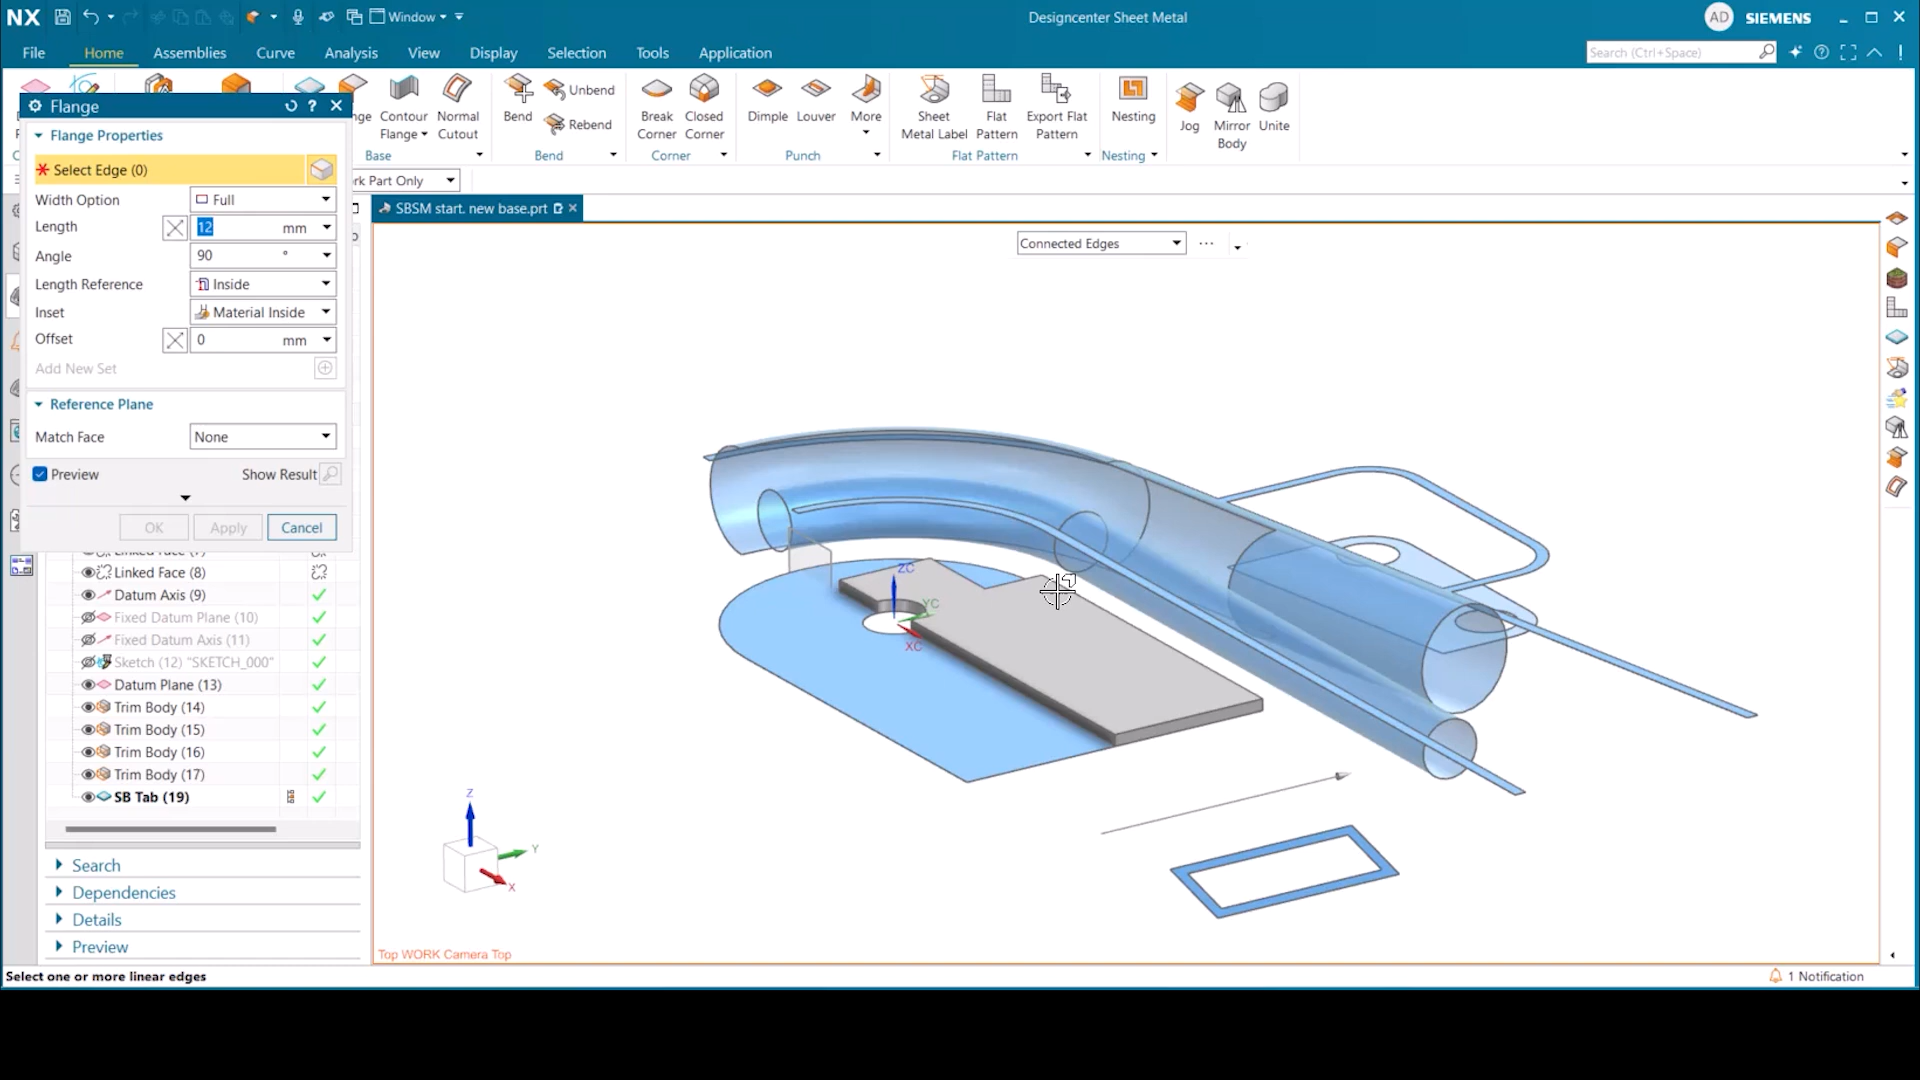 NX
Window
Designcenter Sheet Metal
AD
SIEMENS
File
Home
Assemblies
Curve
Analysis
View
Display
Selection
Tools
Application
Search (Ctrl+Space)
Flange
Flange Properties
Select Edge (0)
Width Option
Full
Length
12
mm
Angle
90
°
Length Reference
Inside
Inset
Material Inside
Offset
0
mm
Add New Set
Reference Plane
Match Face
None
Preview
Show Result
OK
Apply
Cancel
nge
Contour
Flange
Normal
Cutout
Base
Bend
Unbend
Rebend
Bend
Break
Corner
Closed
Corner
Corner
Dimple
Louver
More
Punch
Sheet
Metal Label
Flat
Pattern
Export Flat
Pattern
Flat Pattern
Nesting
Nesting
Jog
Mirror
Body
Unite
rk Part Only
SBSM start. new base.prt
Connected Edges
Linked Face (8)
Datum Axis (9)
Fixed Datum Plane (10)
Fixed Datum Axis (11)
Sketch (12) "SKETCH_000"
Datum Plane (13)
Trim Body (14)
Trim Body (15)
Trim Body (16)
Trim Body (17)
SB Tab (19)
Search
Dependencies
Details
Preview
ZC
YC
XC
Z
Y
X
Top WORK Camera Top
Select one or more linear edges
1 Notification